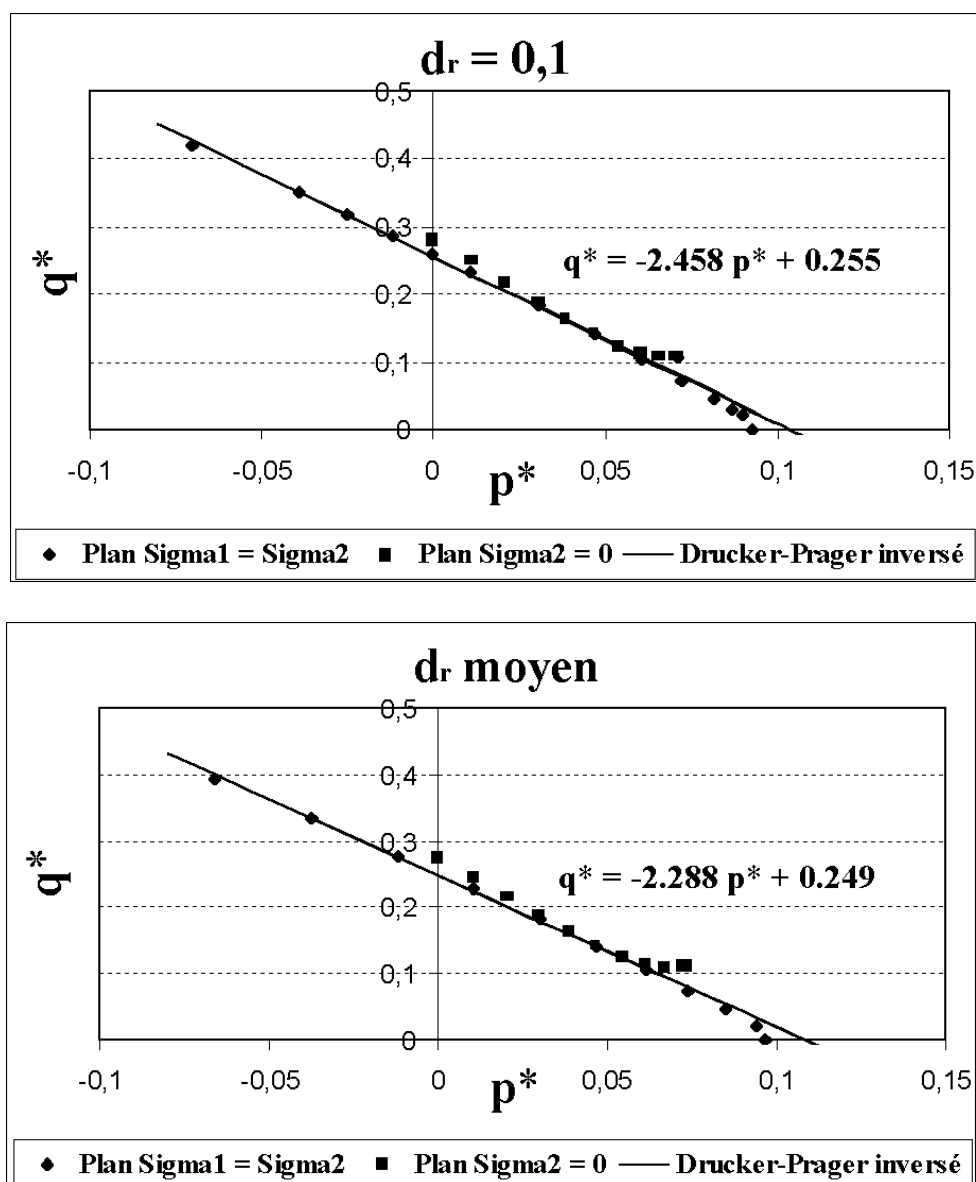 dr = 0,1
0,5
0,4
0,3
0,2
0,1
0
q*
q* = -2.458 p* + 0.255
-0,1 -0,05 0 0,05 0,1 0,15
p*
Plan Sigma1 = Sigma2 Plan Sigma2 = 0 Drucker-Prager inversé
dr moyen
0,5
0,4
0,3
0,2
0,1
0
q*
q* = -2.288 p* + 0.249
-0,1 -0,05 0 0,05 0,1 0,15
p*
Plan Sigma1 = Sigma2 Plan Sigma2 = 0 Drucker-Prager inversé